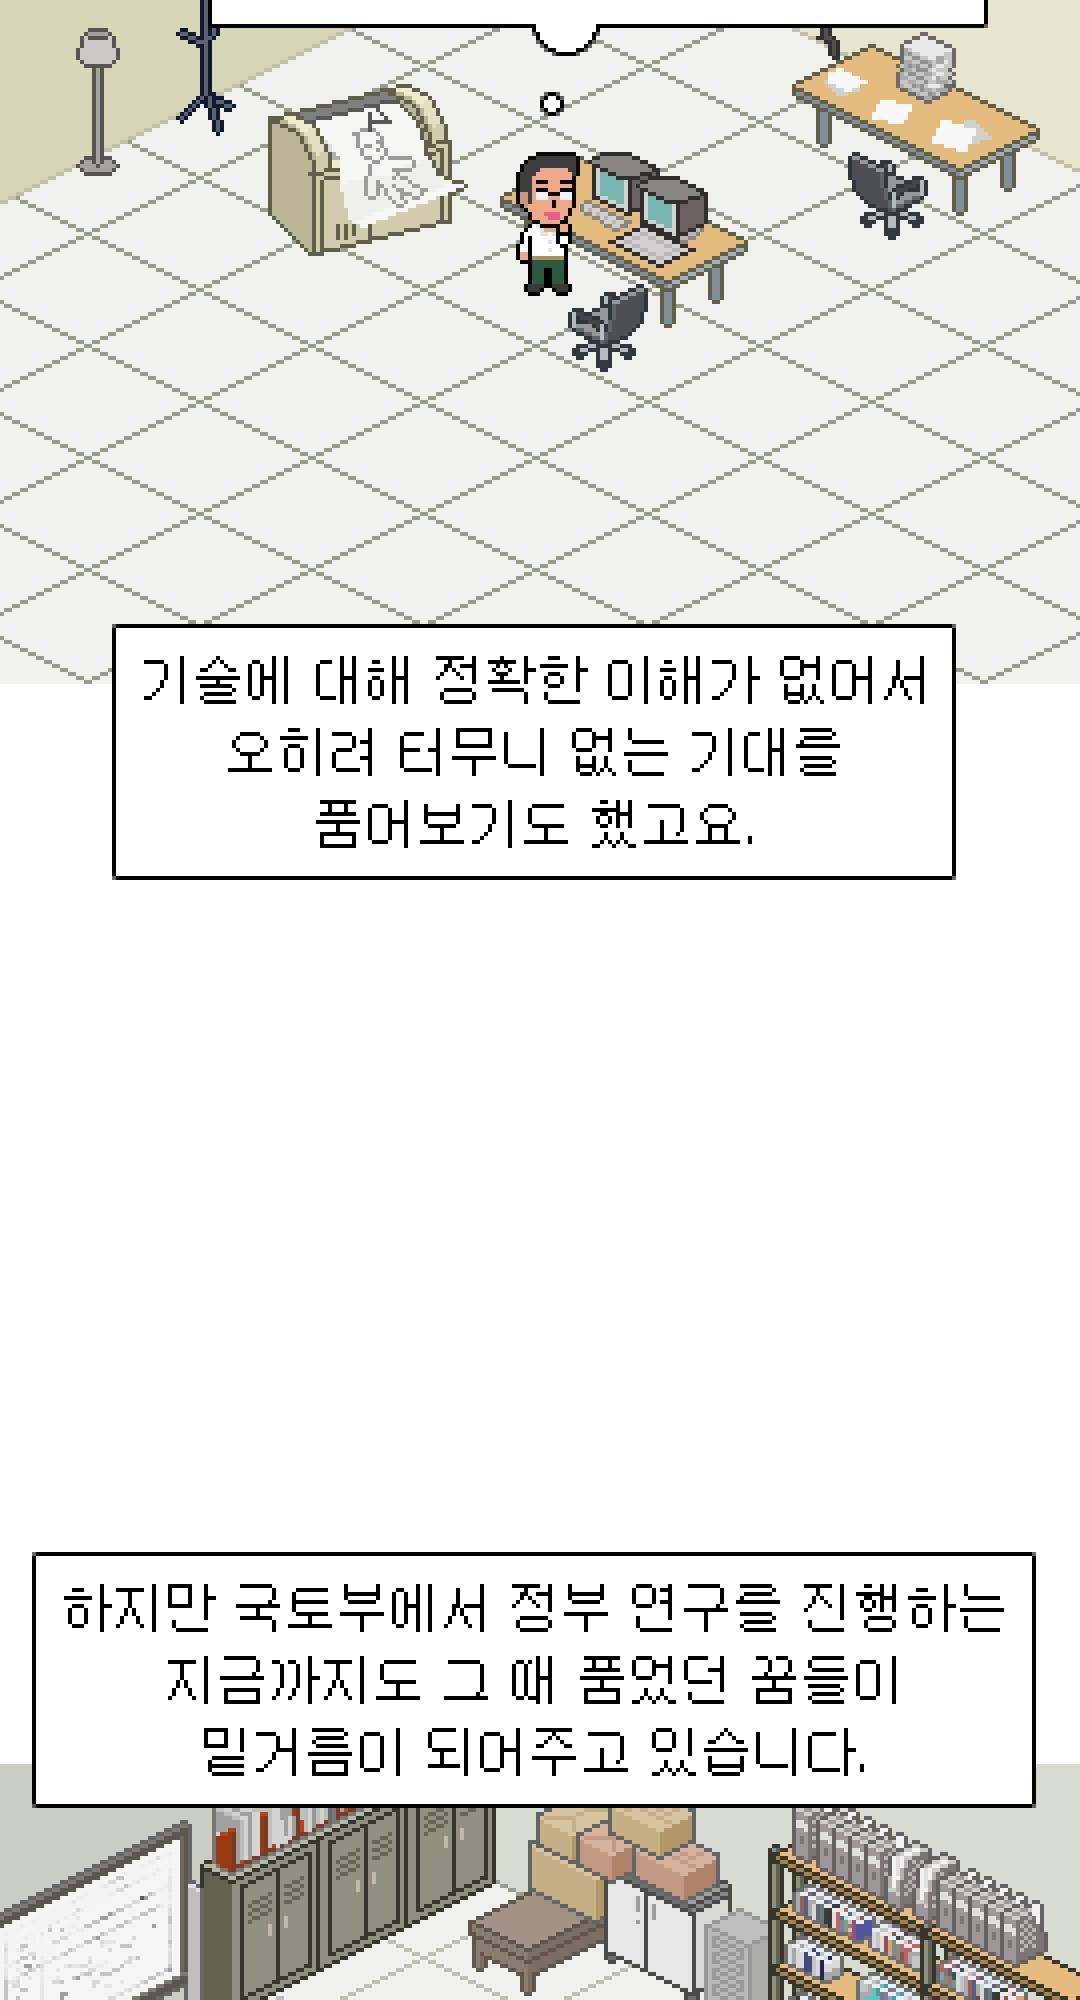 기술에 대해 정확한 이해가 없어서
오히려 터무니 없는 기대를
품어보기도 했고요.
하지만 국토부에서 정부 연구를 진행하는
지금까지도 그 때 품었던 꿈들이
밑거름이 되어주고 있습니다.